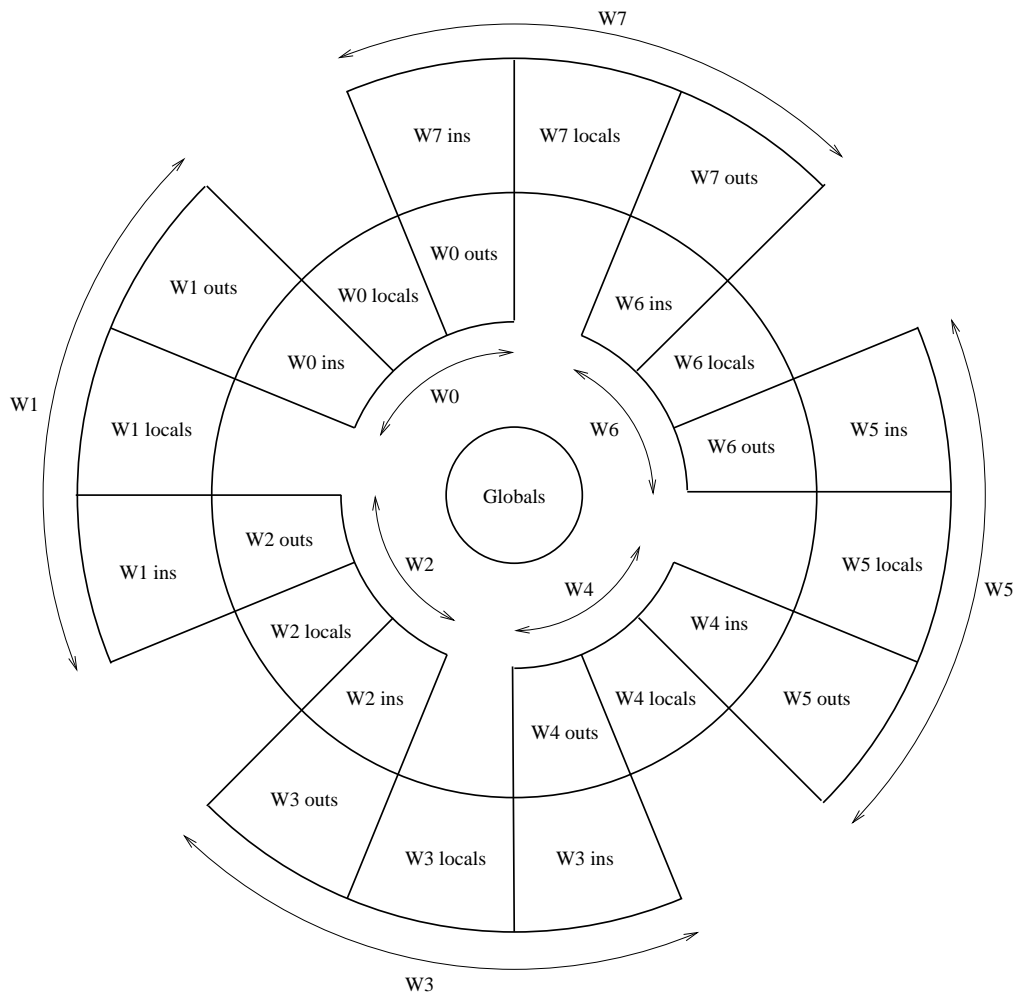 W7
W7 ins
W7 locals
W7 outs
W0 outs
W1 outs
W0 locals
W6 ins
W0 ins
W6 locals
W1
W0
W6
W1 locals
W6 outs
W5 ins
Globals
W2 outs
W1 ins
W2
W4
W5 locals
W5
W2 locals
W4 ins
W2 ins
W4 locals
W5 outs
W4 outs
W3 outs
W3 locals
W3 ins
W3